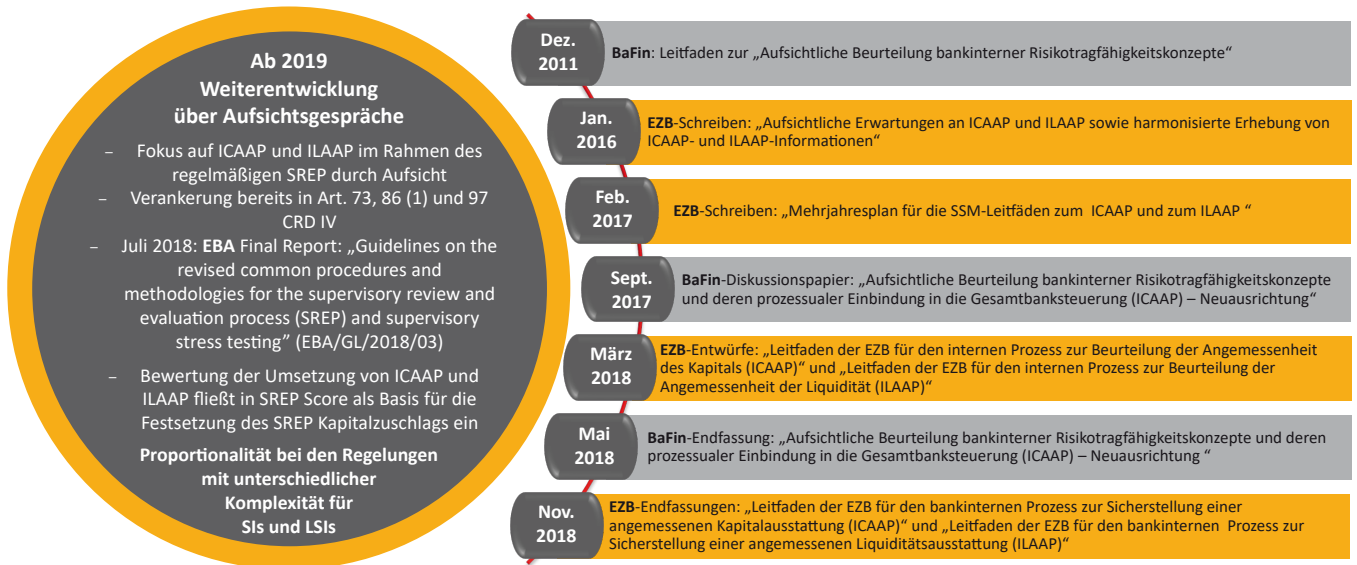 Ab 2019
Weiterentwicklung
über Aufsichtsgespräche
– Fokus auf ICAAP und ILAAP im Rahmen des
regelmäßigen SREP durch Aufsicht
– Verankerung bereits in Art. 73, 86 (1) und 97
CRD IV
– Juli 2018: EBA Final Report: „Guidelines on the
revised common procedures and
methodologies for the supervisory review and
evaluation process (SREP) and supervisory
stress testing” (EBA/GL/2018/03)
– Bewertung der Umsetzung von ICAAP und
ILAAP fließt in SREP Score als Basis für die
Festsetzung des SREP Kapitalzuschlags ein
Proportionalität bei den Regelungen
mit unterschiedlicher
Komplexität für
SIs und LSIs
Dez.
2011
BaFin: Leitfaden zur „Aufsichtliche Beurteilung bankinterner Risikotragfähigkeitskonzepte“
Jan.
2016
EZB-Schreiben: „Aufsichtliche Erwartungen an ICAAP und ILAAP sowie harmonisierte Erhebung von
ICAAP- und ILAAP-Informationen“
Feb.
2017
EZB-Schreiben: „Mehrjahresplan für die SSM-Leitfäden zum ICAAP und zum ILAAP “
Sept.
2017
BaFin-Diskussionspapier: „Aufsichtliche Beurteilung bankinterner Risikotragfähigkeitskonzepte
und deren prozessualer Einbindung in die Gesamtbanksteuerung (ICAAP) – Neuausrichtung“
März
2018
EZB-Entwürfe: „Leitfaden der EZB für den internen Prozess zur Beurteilung der Angemessenheit
des Kapitals (ICAAP)“ und „Leitfaden der EZB für den internen Prozess zur Beurteilung der
Angemessenheit der Liquidität (ILAAP)“
Mai
2018
BaFin-Endfassung: „Aufsichtliche Beurteilung bankinterner Risikotragfähigkeitskonzepte und deren
prozessualer Einbindung in die Gesamtbanksteuerung (ICAAP) – Neuausrichtung “
Nov.
2018
EZB-Endfassungen: „Leitfaden der EZB für den bankinternen Prozess zur Sicherstellung einer
angemessenen Kapitalausstattung (ICAAP)“ und „Leitfaden der EZB für den bankinternen Prozess zur
Sicherstellung einer angemessenen Liquiditätsausstattung (ILAAP)“